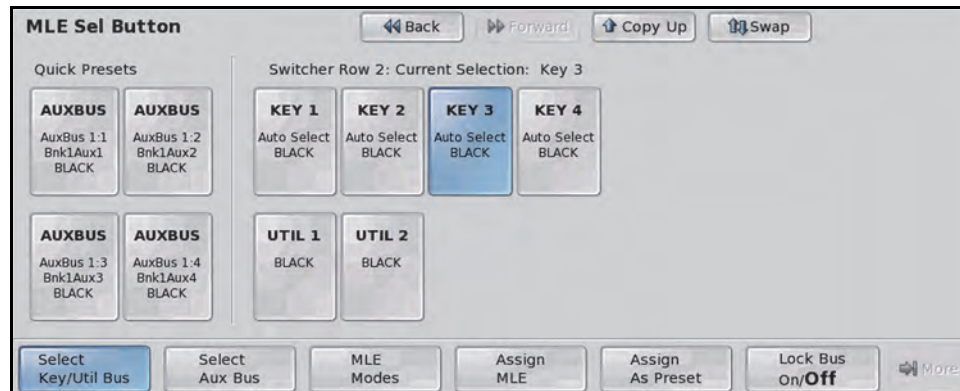 MLE Sel Button
Back
Forward
Copy Up
Swap
Quick Presets
Switcher Row 2: Current Selection: Key 3
AUXBUS
AuxBus 1:1
Bnk1Aux1
BLACK
AUXBUS
AuxBus 1:2
Bnk1Aux2
BLACK
KEY 1
Auto Select
BLACK
KEY 2
Auto Select
BLACK
KEY 3
Auto Select
BLACK
KEY 4
Auto Select
BLACK
AUXBUS
AuxBus 1:3
Bnk1Aux3
BLACK
AUXBUS
AuxBus 1:4
Bnk1Aux4
BLACK
UTIL 1
BLACK
UTIL 2
BLACK
Select
Key/Util Bus
Select
Aux Bus
MLE
Modes
Assign
MLE
Assign
As Preset
Lock Bus
On/Off
More